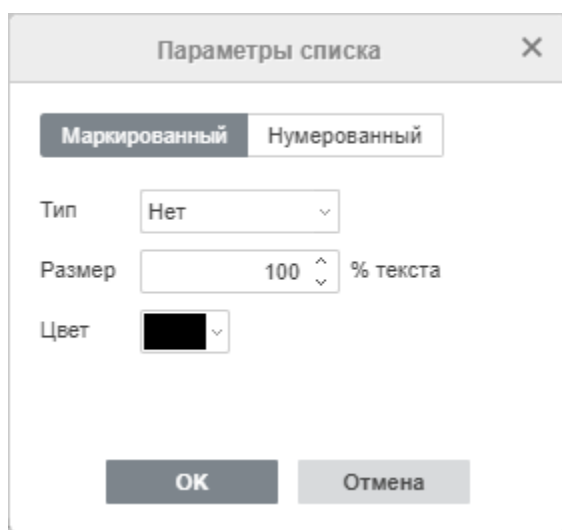 Параметры списка
Маркированный Нумерованный
Тип Нет
Размер 100 % текста
Цвет
OK Отмена